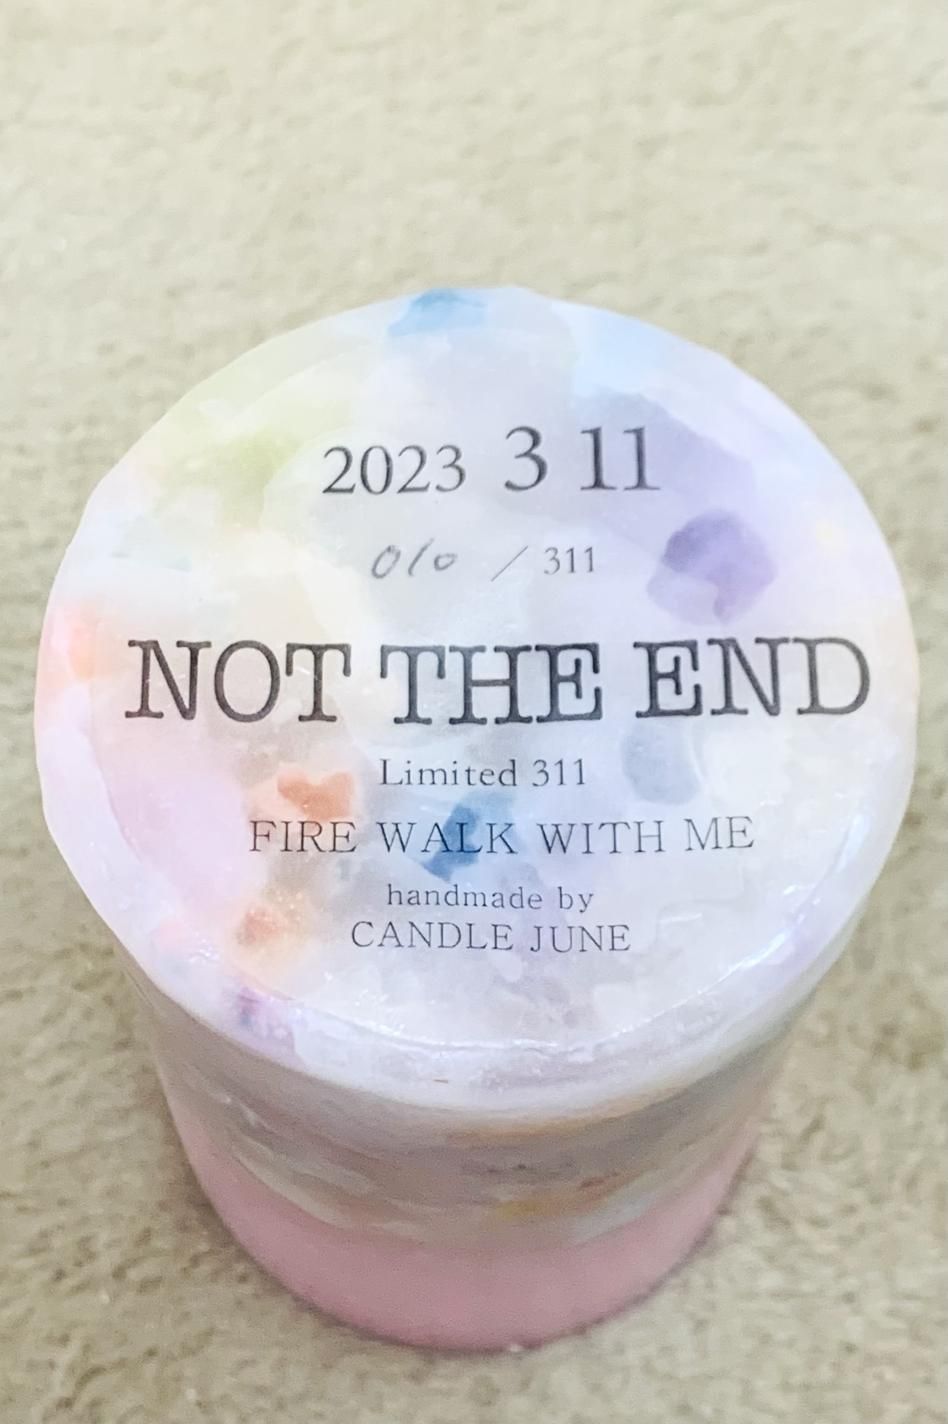 2023 3 11
010 / 311
NOT THE END
Limited 311
FIRE WALK WITH ME
handmade by
CANDLE JUNE